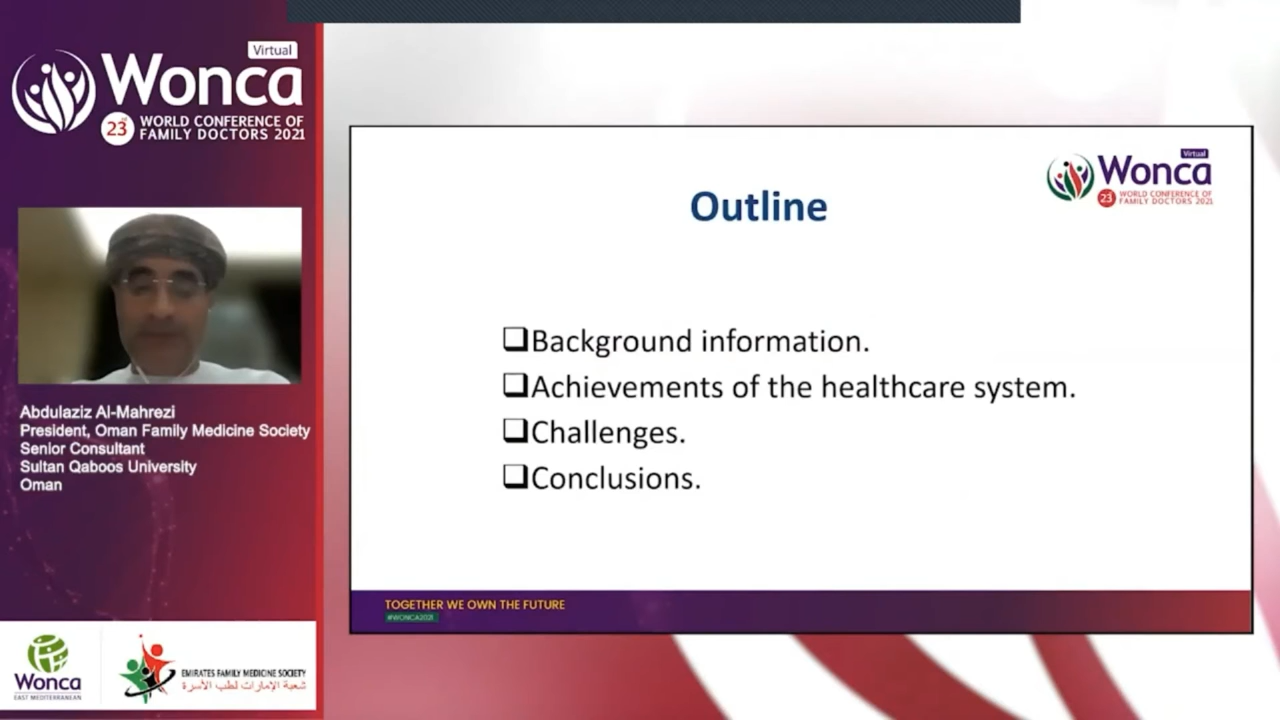 Virtual
Wonca
23rd WORLD CONFERENCE OF
FAMILY DOCTORS 2021
Abdulaziz Al-Mahrezi
President, Oman Family Medicine Society
Senior Consultant
Sultan Qaboos University
Oman
Wonca
EAST MEDITERRANEAN
EMIRATES FAMILY MEDICINE SOCIETY
شعبة الإمارات لطب الأسرة
Virtual
Wonca
23 WORLD CONFERENCE OF
FAMILY DOCTORS 2021
Outline
❑Background information.
❑Achievements of the healthcare system.
❑Challenges.
❑Conclusions.
TOGETHER WE OWN THE FUTURE
#WONCA2021